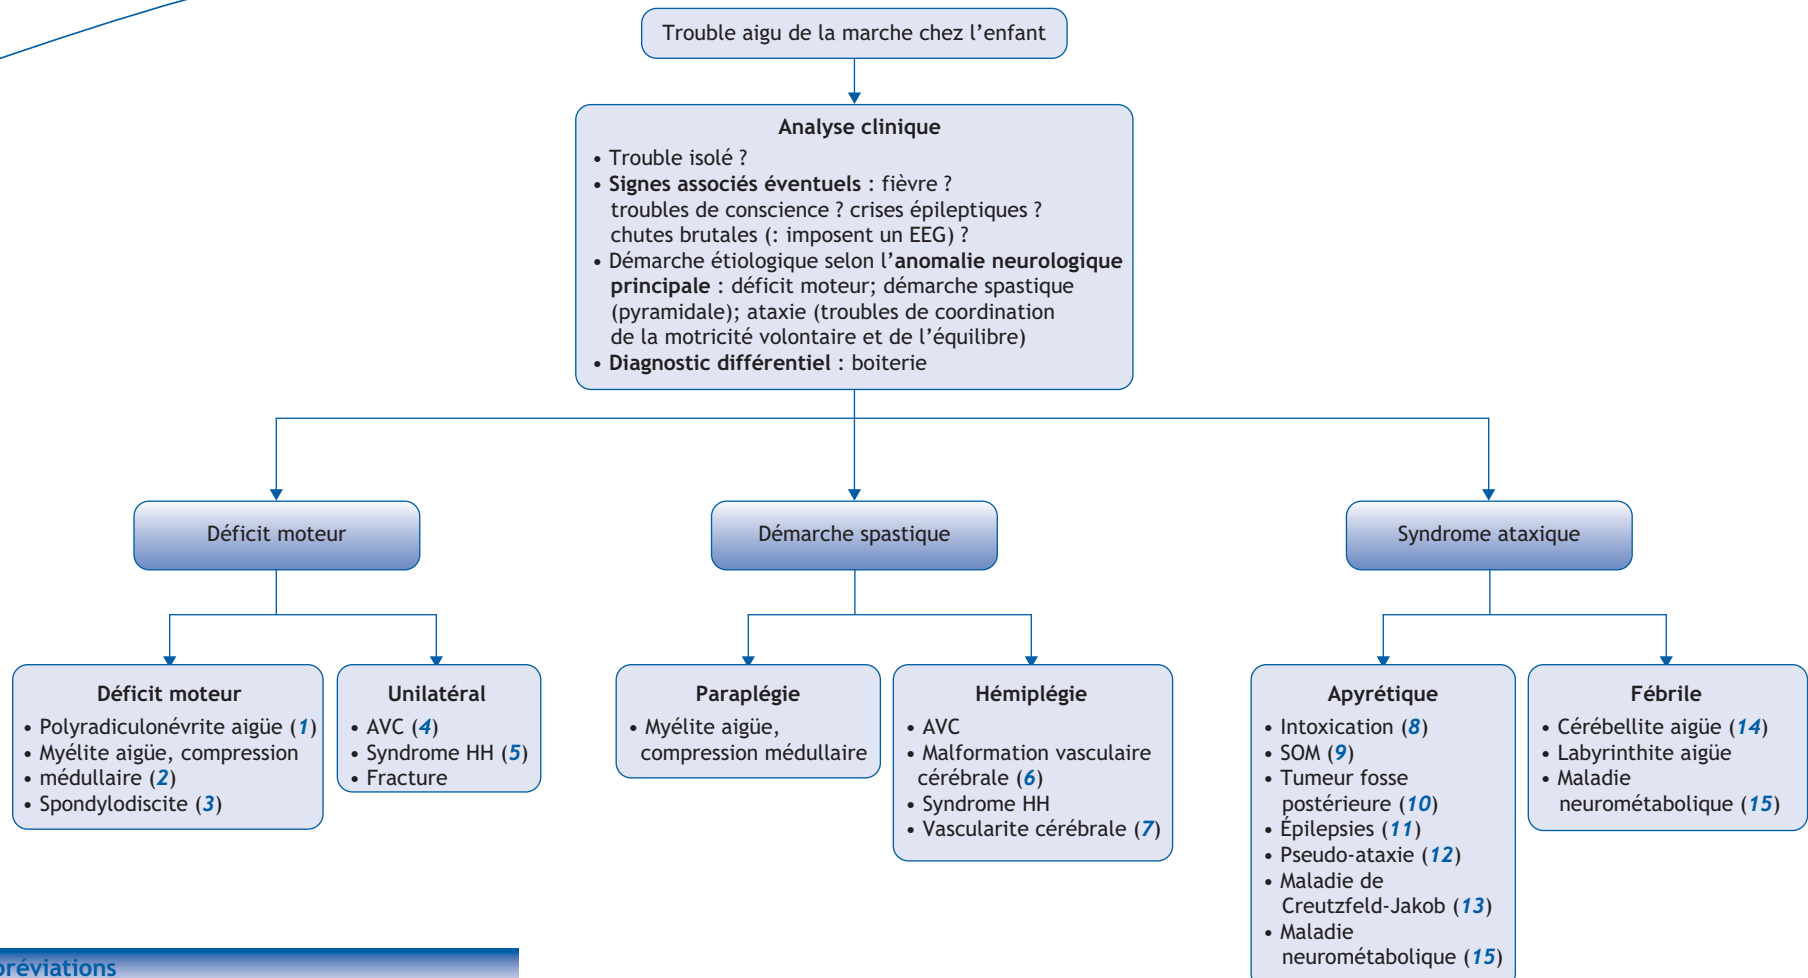 Trouble aigu de la marche chez l'enfant
Analyse clinique
• Trouble isolé ?
• Signes associés éventuels : fièvre ?
troubles de conscience ? crises épileptiques ?
chutes brutales (: imposent un EEG) ?
• Démarche étiologique selon l'anomalie neurologique
principale : déficit moteur; démarche spastique
(pyramidale); ataxie (troubles de coordination
de la motricité volontaire et de l'équilibre)
• Diagnostic différentiel : boiterie
Déficit moteur
Démarche spastique
Syndrome ataxique
Déficit moteur
• Polyradiculonévrite aigüe (1)
• Myélite aigüe, compression
• médullaire (2)
• Spondylodiscite (3)
Unilatéral
• AVC (4)
• Syndrome HH (5)
• Fracture
Paraplégie
• Myélite aigüe,
compression médullaire
Hémiplégie
• AVC
• Malformation vasculaire
cérébrale (6)
• Syndrome HH
• Vascularite cérébrale (7)
Apyrétique
• Intoxication (8)
• SOM (9)
• Tumeur fosse
postérieure (10)
• Épilepsies (11)
• Pseudo-ataxie (12)
• Maladie de
Creutzfeld-Jakob (13)
• Maladie
neurométabolique (15)
Fébrile
• Cérébellite aigüe (14)
• Labyrinthite aigüe
• Maladie
neurométabolique (15)